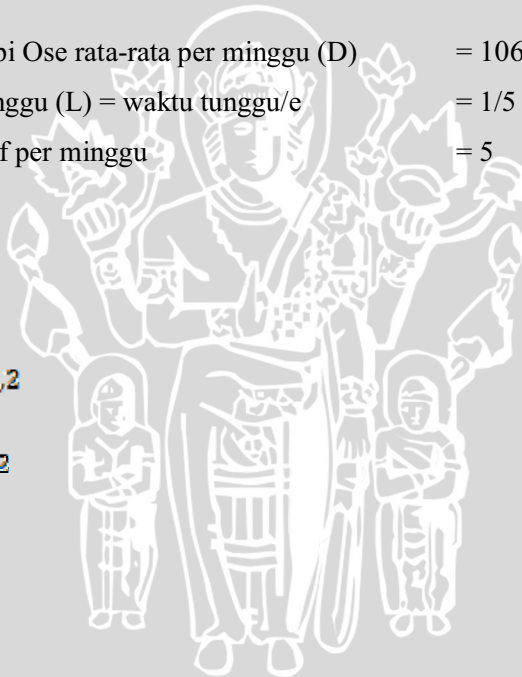 pi Ose rata-rata per minggu (D) = 106
nggu (L) = waktu tunggu/e = 1/5
f per minggu = 5
,2
2